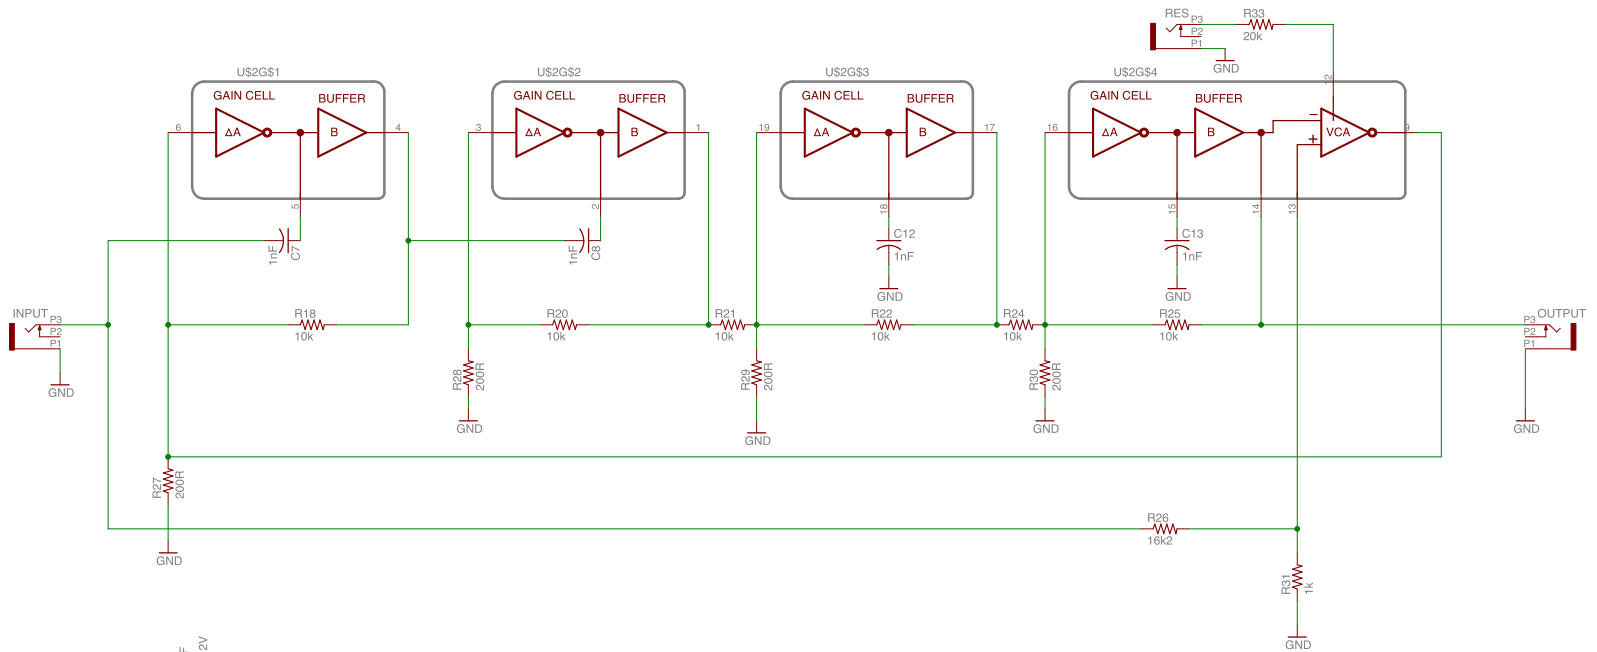 RES
P3
P2
P1
R33
20k
GND
U$2G$1
U$2G$2
U$2G$3
U$2G$4
12
GAIN CELL
BUFFER
GAIN CELL
BUFFER
GAIN CELL
BUFFER
GAIN CELL
BUFFER
6
ΔA
B
4
3
ΔA
B
1
19
ΔA
B
17
16
ΔA
B
−
+
VCA
9
5
2
18
15
14
13
1nF
C7
1nF
C8
C12
1nF
C13
1nF
GND
GND
INPUT
P3
P2
P1
GND
R18
10k
R20
10k
R21
10k
R22
10k
R24
10k
R25
10k
OUTPUT
P3
P2
P1
R28
200R
GND
R29
200R
GND
R30
200R
GND
GND
R27
200R
GND
R26
16k2
R31
1k
GND
F
2V